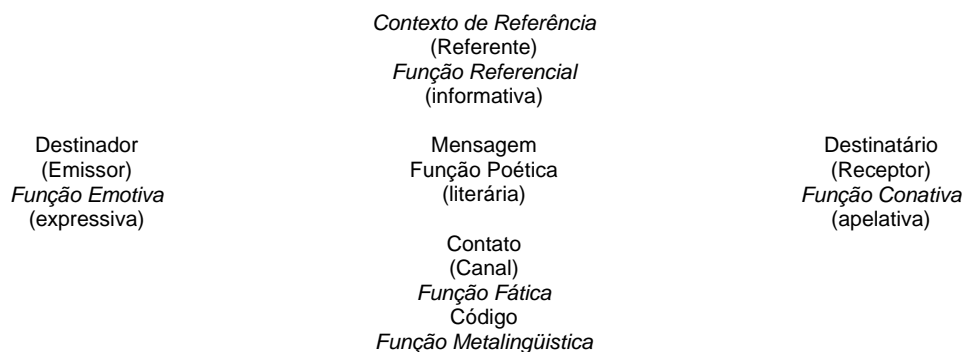 Contexto de Referência
(Referente)
Função Referencial
(informativa)
Destinador
(Emissor)
Função Emotiva
(expressiva)
Mensagem
Função Poética
(literária)
Destinatário
(Receptor)
Função Conativa
(apelativa)
Contato
(Canal)
Função Fática
Código
Função Metalingüistica